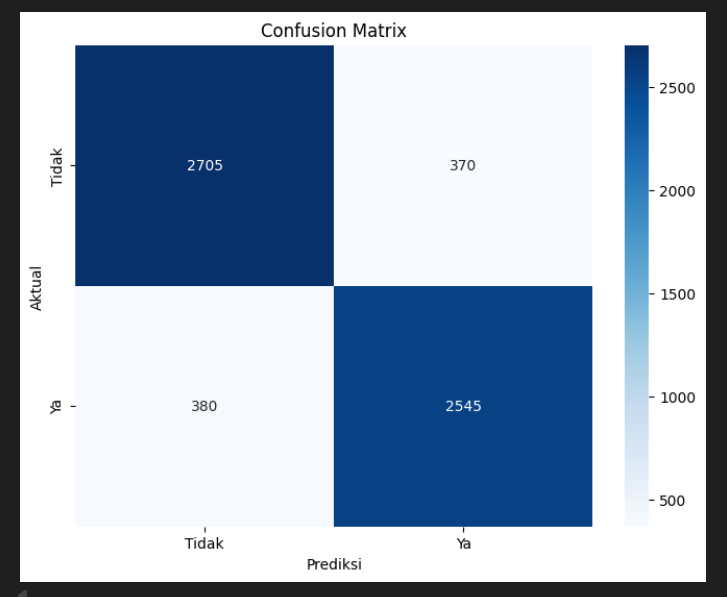 Confusion Matrix
Tidak
2705
370
2500
2000
Aktual
1500
Ya
380
2545
1000
500
Tidak
Ya
Prediksi